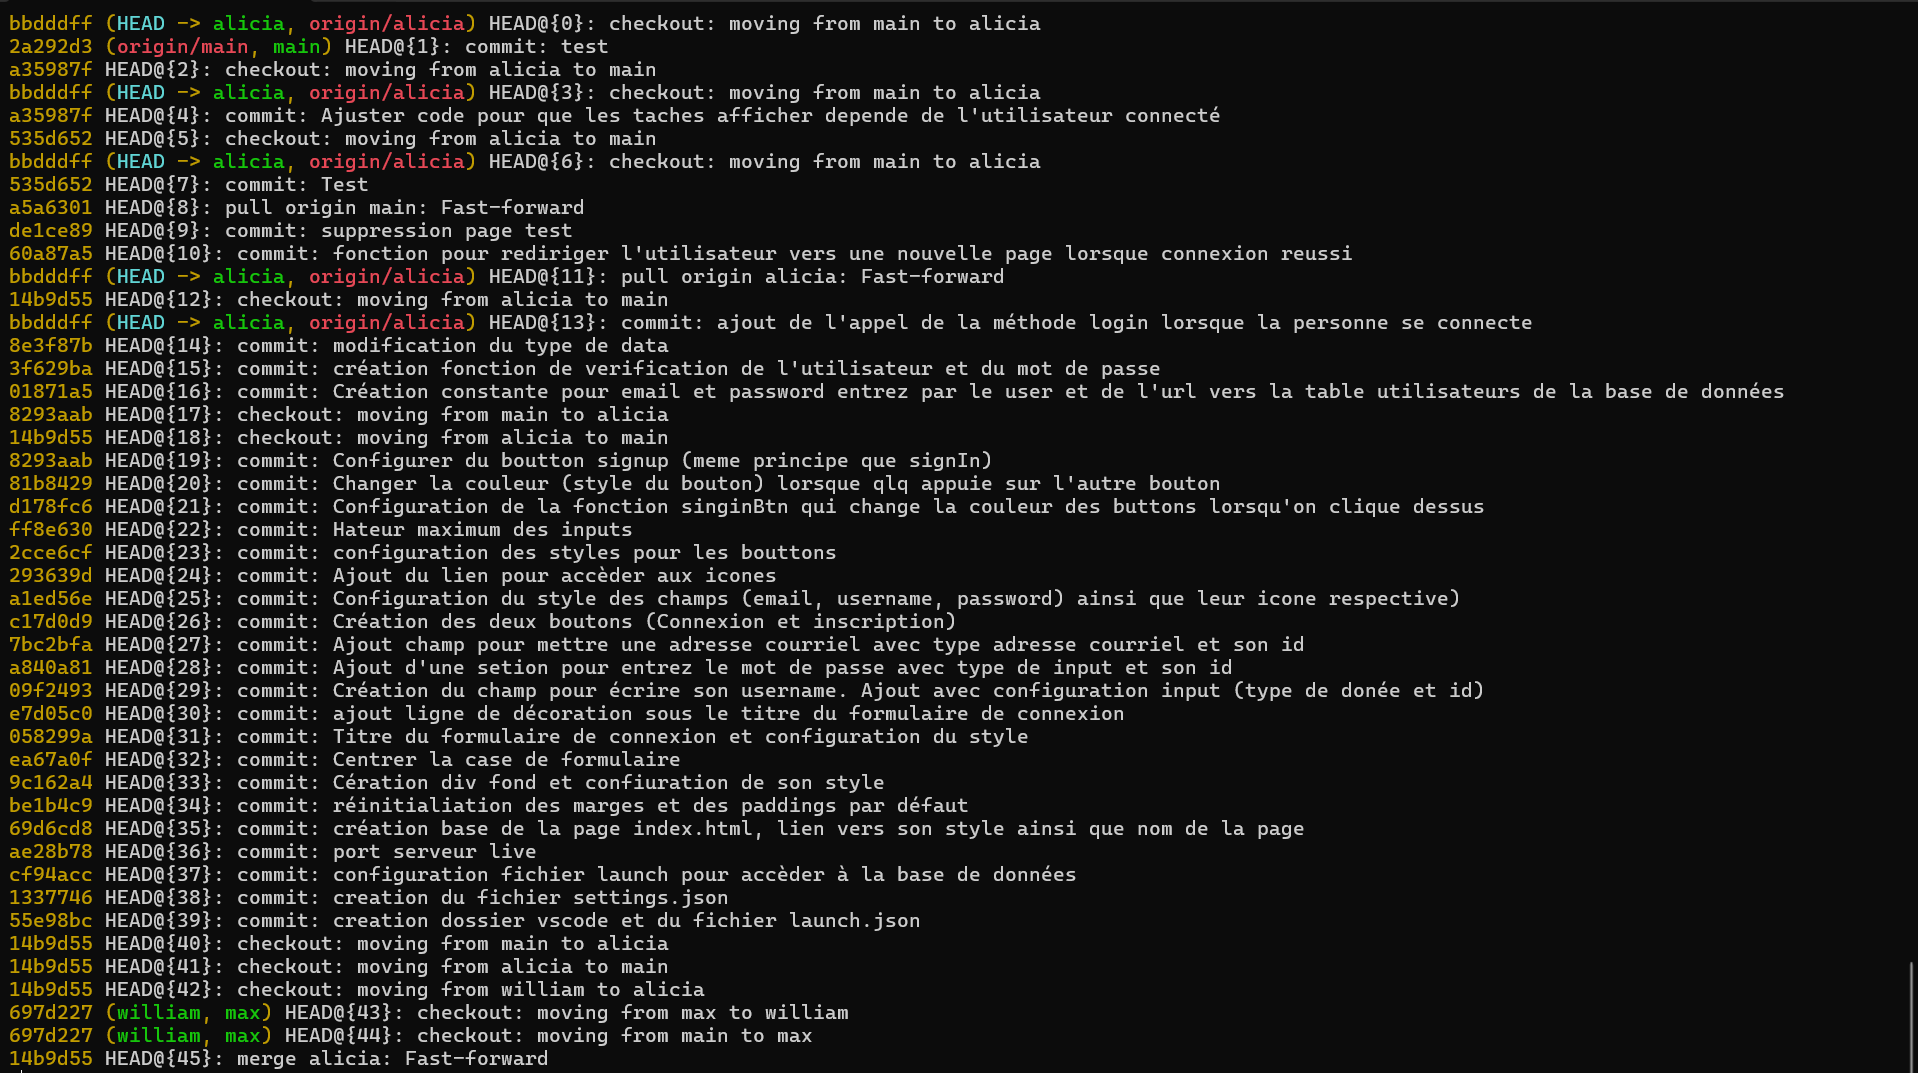 bbdddff (HEAD -> alicia, origin/alicia) HEAD@{0}: checkout: moving from main to alicia
2a292d3 (origin/main, main) HEAD@{1}: commit: test
a35987f HEAD@{2}: checkout: moving from alicia to main
bbdddff (HEAD -> alicia, origin/alicia) HEAD@{3}: checkout: moving from main to alicia
a35987f HEAD@{4}: commit: Ajuster code pour que les taches afficher depende de l'utilisateur connecté
535d652 HEAD@{5}: checkout: moving from alicia to main
bbdddff (HEAD -> alicia, origin/alicia) HEAD@{6}: checkout: moving from main to alicia
535d652 HEAD@{7}: commit: Test
a5a6301 HEAD@{8}: pull origin main: Fast-forward
de1ce89 HEAD@{9}: commit: suppression page test
60a87a5 HEAD@{10}: commit: fonction pour rediriger l'utilisateur vers une nouvelle page lorsque connexion reussi
bbdddff (HEAD -> alicia, origin/alicia) HEAD@{11}: pull origin alicia: Fast-forward
14b9d55 HEAD@{12}: checkout: moving from alicia to main
bbdddff (HEAD -> alicia, origin/alicia) HEAD@{13}: commit: ajout de l'appel de la méthode login lorsque la personne se connecte
8e3f87b HEAD@{14}: commit: modification du type de data
3f629ba HEAD@{15}: commit: création fonction de verification de l'utilisateur et du mot de passe
01871a5 HEAD@{16}: commit: Création constante pour email et password entrez par le user et de l'url vers la table utilisateurs de la base de données
8293aab HEAD@{17}: checkout: moving from main to alicia
14b9d55 HEAD@{18}: checkout: moving from alicia to main
8293aab HEAD@{19}: commit: Configurer du boutton signup (meme principe que signIn)
81b8429 HEAD@{20}: commit: Changer la couleur (style du bouton) lorsque qlq appuie sur l'autre bouton
d178fc6 HEAD@{21}: commit: Configuration de la fonction singinBtn qui change la couleur des buttons lorsqu'on clique dessus
ff8e630 HEAD@{22}: commit: Hateur maximum des inputs
2cce6cf HEAD@{23}: commit: configuration des styles pour les bouttons
293639d HEAD@{24}: commit: Ajout du lien pour accèder aux icones
a1ed56e HEAD@{25}: commit: Configuration du style des champs (email, username, password) ainsi que leur icone respective)
c17d0d9 HEAD@{26}: commit: Création des deux boutons (Connexion et inscription)
7bc2bfa HEAD@{27}: commit: Ajout champ pour mettre une adresse courriel avec type adresse courriel et son id
a840a81 HEAD@{28}: commit: Ajout d'une setion pour entrez le mot de passe avec type de input et son id
09f2493 HEAD@{29}: commit: Création du champ pour écrire son username. Ajout avec configuration input (type de donée et id)
e7d05c0 HEAD@{30}: commit: ajout ligne de décoration sous le titre du formulaire de connexion
058299a HEAD@{31}: commit: Titre du formulaire de connexion et configuration du style
ea67a0f HEAD@{32}: commit: Centrer la case de formulaire
9c162a4 HEAD@{33}: commit: Cération div fond et confiuration de son style
be1b4c9 HEAD@{34}: commit: réinitialiation des marges et des paddings par défaut
69d6cd8 HEAD@{35}: commit: création base de la page index.html, lien vers son style ainsi que nom de la page
ae28b78 HEAD@{36}: commit: port serveur live
cf94acc HEAD@{37}: commit: configuration fichier launch pour accèder à la base de données
1337746 HEAD@{38}: commit: creation du fichier settings.json
55e98bc HEAD@{39}: commit: creation dossier vscode et du fichier launch.json
14b9d55 HEAD@{40}: checkout: moving from main to alicia
14b9d55 HEAD@{41}: checkout: moving from alicia to main
14b9d55 HEAD@{42}: checkout: moving from william to alicia
697d227 (william, max) HEAD@{43}: checkout: moving from max to william
697d227 (william, max) HEAD@{44}: checkout: moving from main to max
14b9d55 HEAD@{45}: merge alicia: Fast-forward